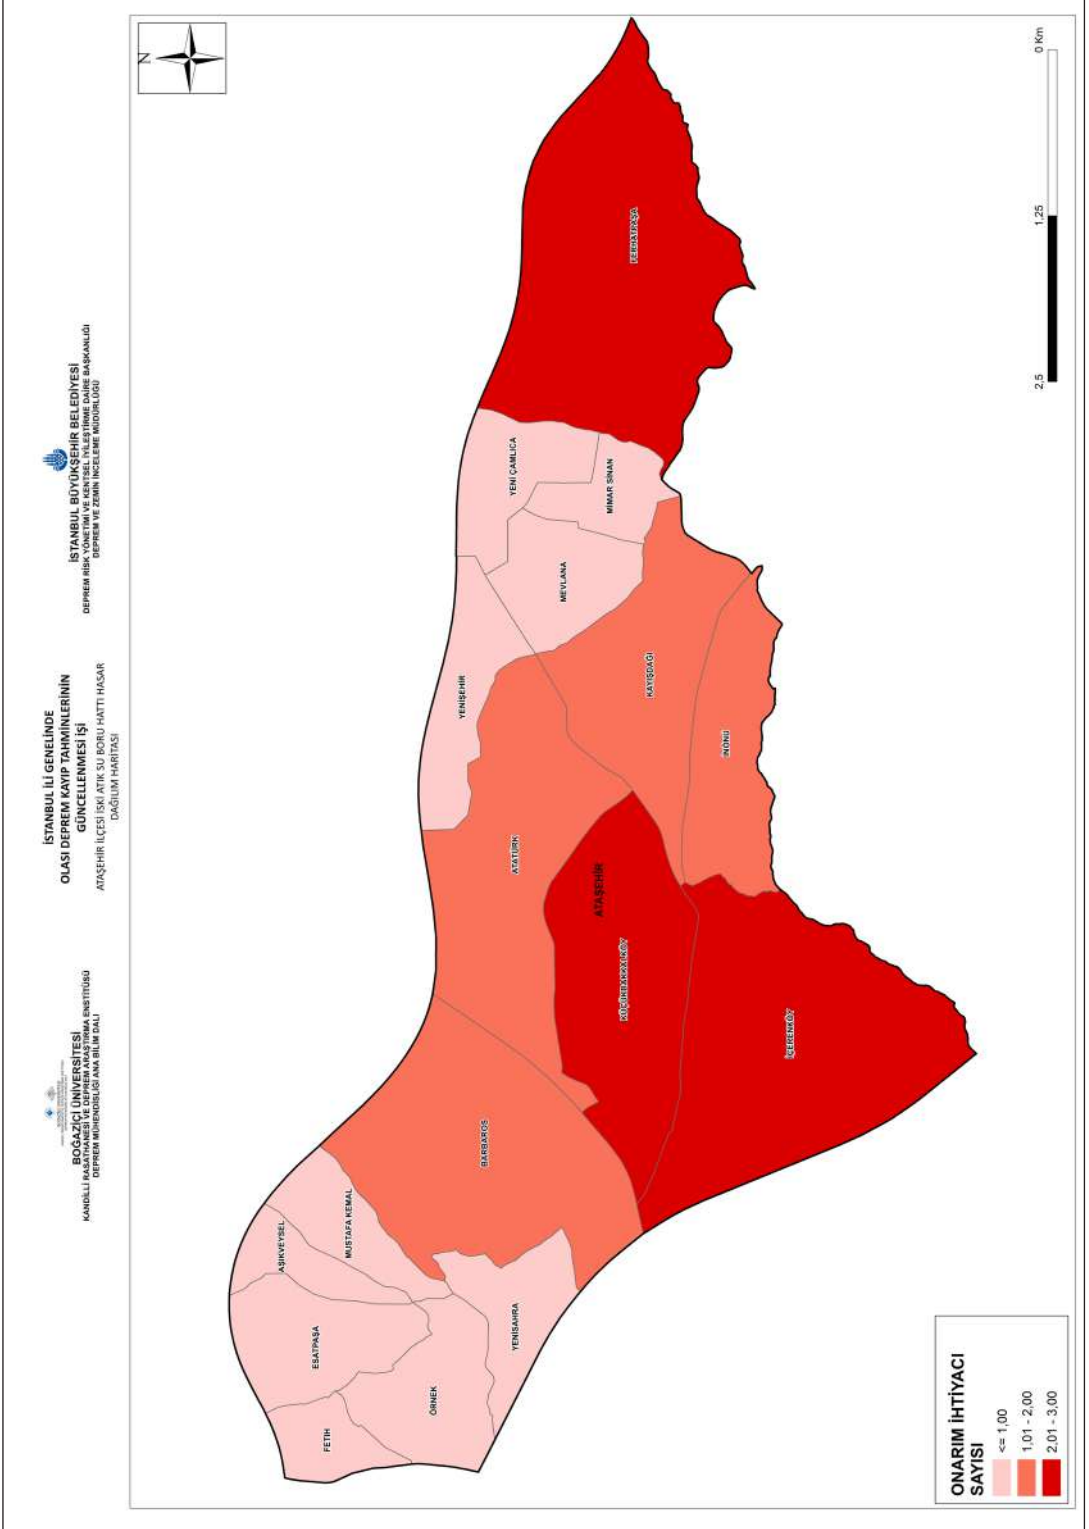 BOĞAZİÇİ ÜNİVERSİTESİ
KANDİLLİ RASATHANESİ VE DEPREM ARAŞTIRMA ENSTİTÜSÜ
DEPREM MÜHENDİSLİĞİ ANA BİLİM DALI
İSTANBUL İLİ GENELİNDE
OLASI DEPREM KAYIP TAHMİNLERİNİN
GÜNCELLENMESİ İŞİ
ATAŞEHİR İLÇESİ İSKİ ATIK SU BORU HATTI HASAR
DAĞILIM HARİTASI
İSTANBUL BÜYÜKŞEHİR BELEDİYESİ
DEPREM RİSK YÖNETİMİ VE KENTSEL İYİLEŞTİRME DAİRE BAŞKANLIĞI
DEPREM VE ZEMİN İNCELEME MÜDÜRLÜĞÜ
N
FETİH
ESATPAŞA
AŞIKVEYSEL
MUSTAFA KEMAL
ÖRNEK
YENİSAHRA
BARBAROS
ATATÜRK
YENİŞEHİR
ATAŞEHİR
KÜÇÜKBAKKALKÖY
İÇERENKÖY
KAYIŞDAĞI
İNÖNÜ
MEVLANA
YENİ ÇAMLICA
MİMAR SİNAN
FERHATPAŞA
ONARIM İHTİYACI
SAYISI
<= 1,00
1,01 - 2,00
2,01 - 3,00
2,5 1,25 0 Km